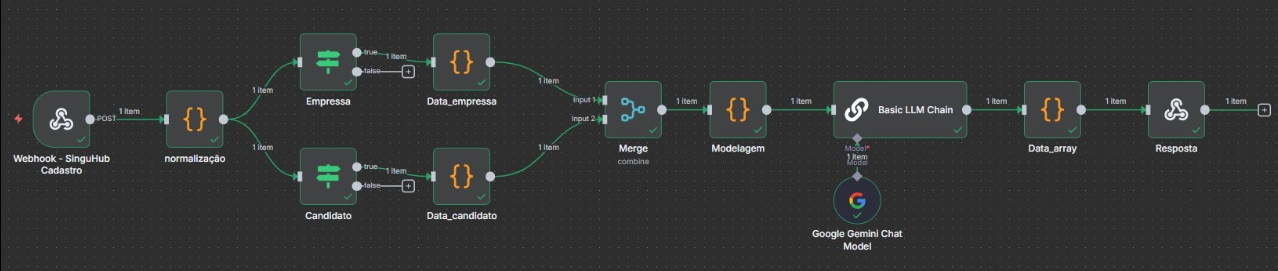 Webhook - SinguHub
Cadastro
POST
1 item
normalização
1 item
1 item
Empressa
true
false
1 item
Data_empressa
1 item
Candidato
true
false
1 item
Data_candidato
1 item
Input 1
Input 2
Merge
combine
1 item
Modelagem
1 item
Basic LLM Chain
Model*
1 item
Model
Google Gemini Chat
Model
1 item
Data_array
1 item
Resposta
1 item